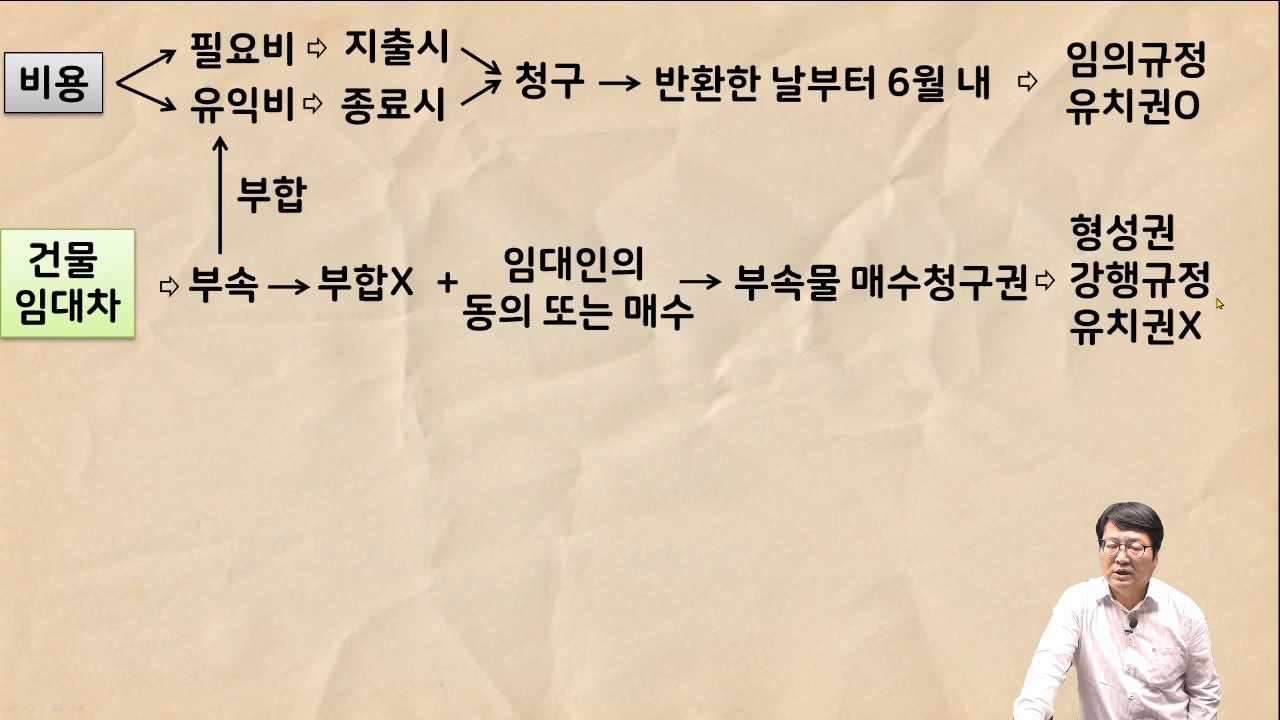 비용
필요비 ⇨ 지출시
유익비 ⇨ 종료시
청구 → 반환한 날부터 6월 내 ⇨
임의규정
유치권O
부합
건물
임대차
⇨ 부속 → 부합X +
임대인의
동의 또는 매수
→ 부속물 매수청구권 ⇨
형성권
강행규정
유치권X